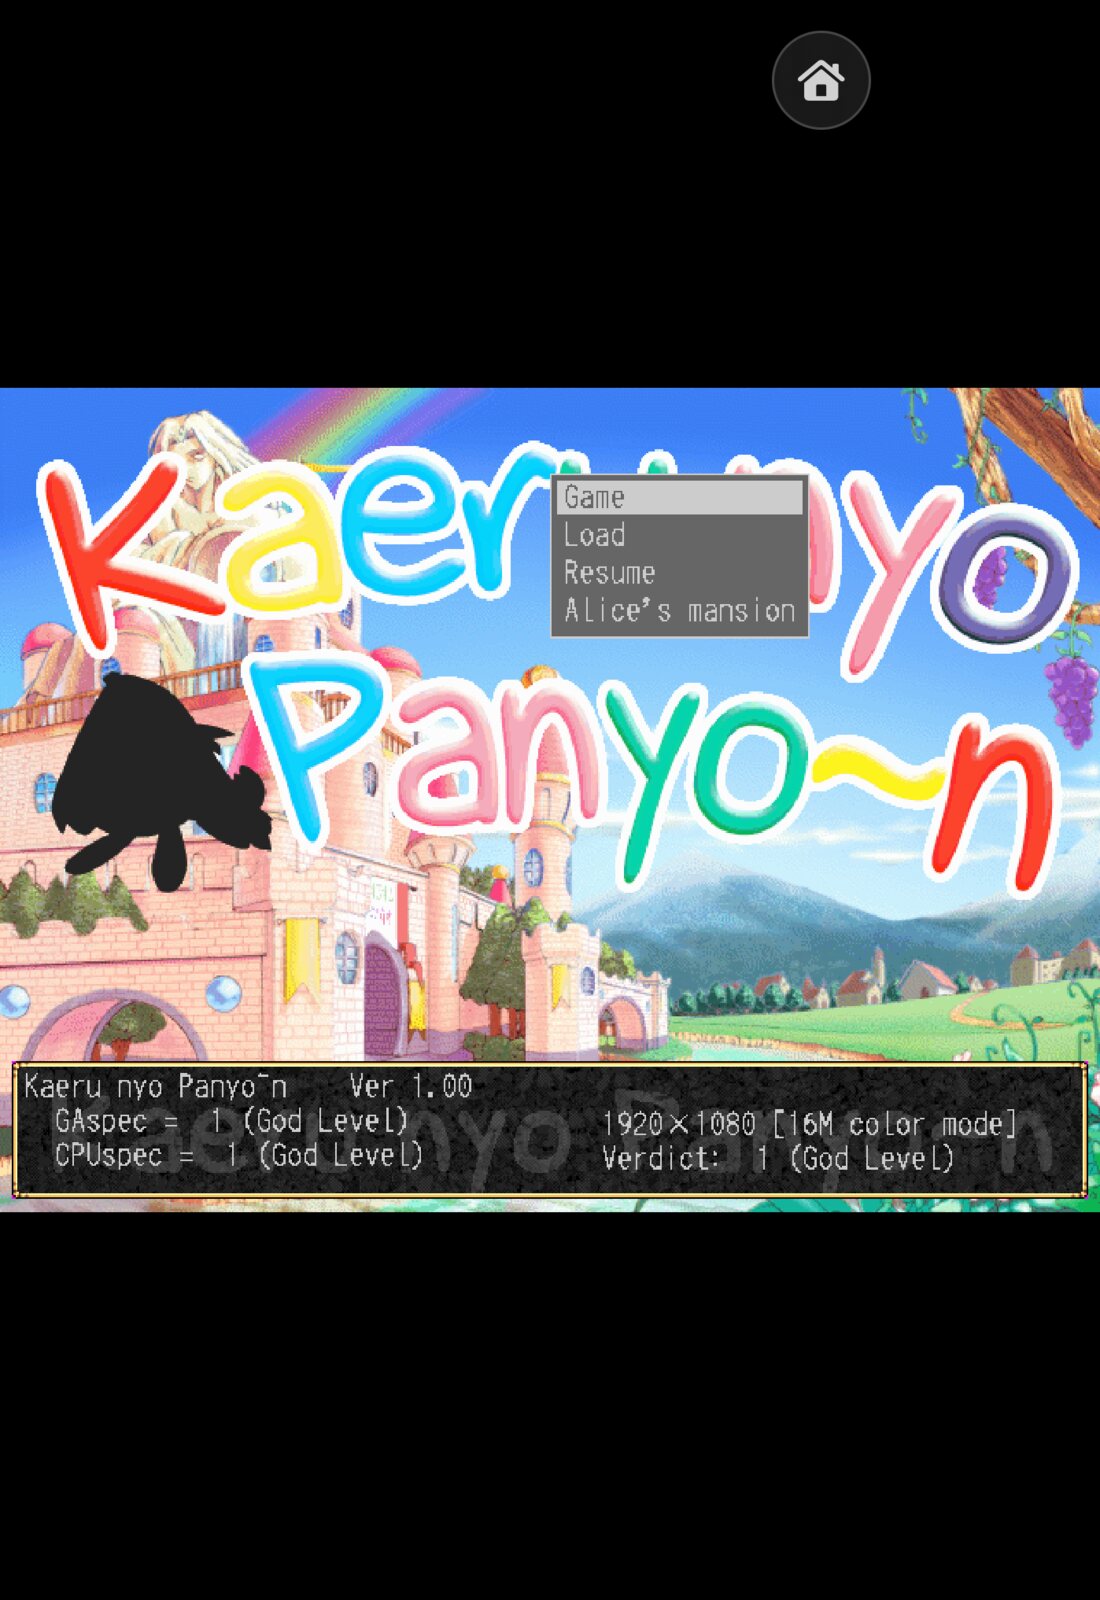 Kaeru nyo
Panyo~n
Game
Load
Resume
ALice's mansion
Kaeru nyo Panyo~n Ver 1.00
GAspec = 1 (God Level)
1920×1080 [16M color mode]
CPUspec = 1 (God Level)
Verdict: 1 (God Level)